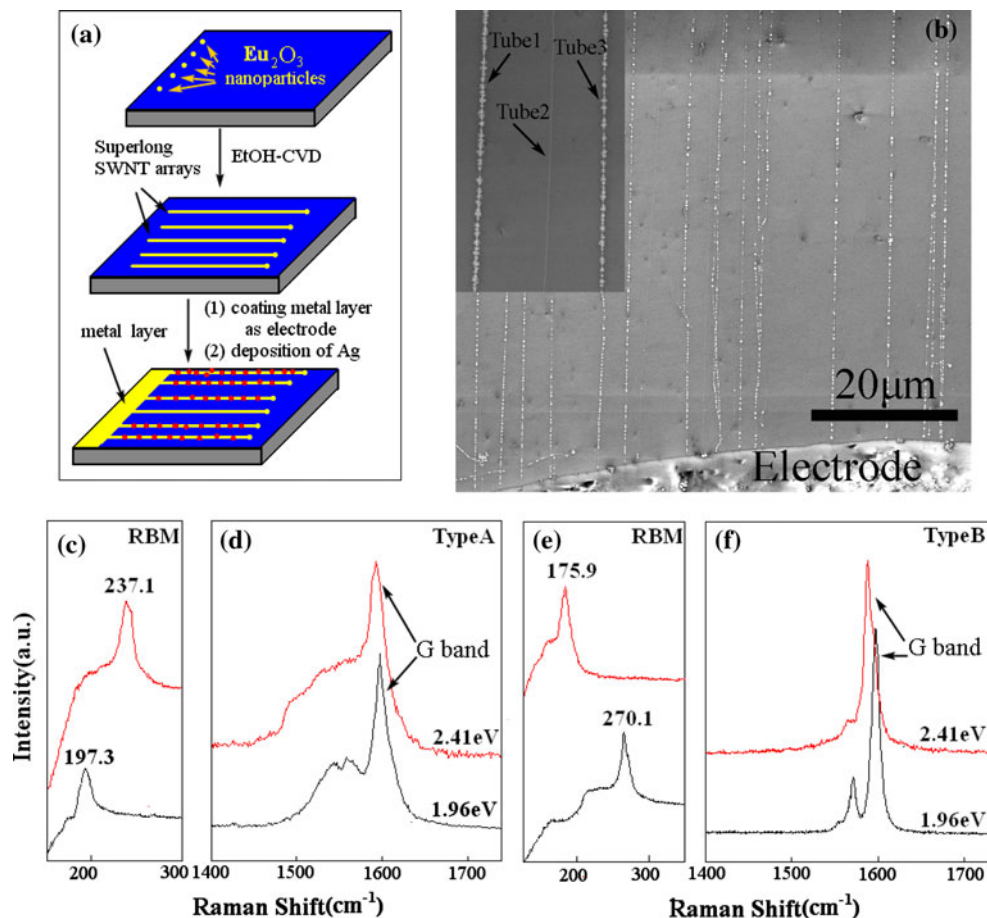 (a)
Eu2O3
nanoparticles
Superlong
SWNT arrays
EtOH-CVD
(1) coating metal layer
as electrode
(2) deposition of Ag
metal layer
(b)
Tube1
Tube3
Tube2
20μm
Electrode
(c)
RBM
237.1
197.3
200
300
(d)
TypeA
G band
2.41eV
1.96eV
1400
1500
1600
1700
(e)
RBM
175.9
270.1
200
350
(f)
TypeB
G band
2.41eV
1.96eV
1400
1500
1600
1700
Intensity(a.u.)
Raman Shift(cm-1)
Raman Shift(cm-1)